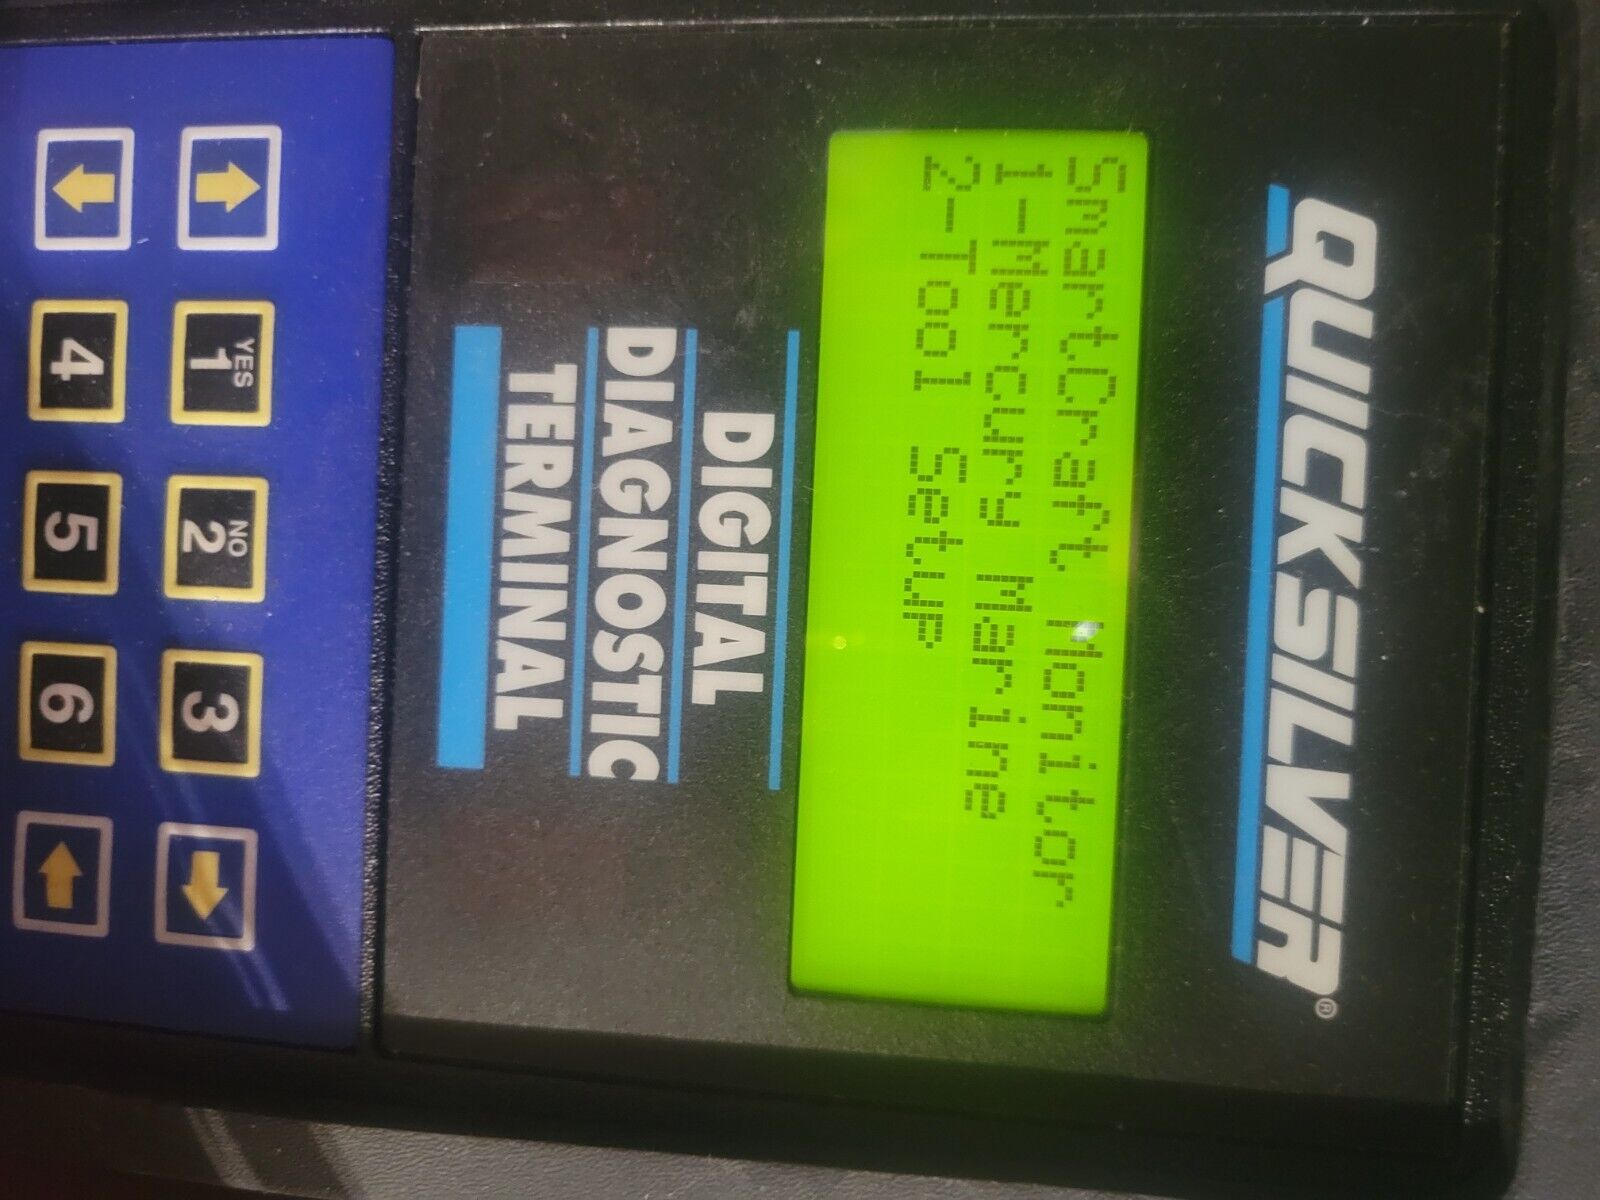 QUICKSILVER®
SmartCraft Monitor
1-Mercury Marine
2-Tool Setup
DIGITAL
DIAGNOSTIC
TERMINAL
YES NO
1 2 3
4 5 6